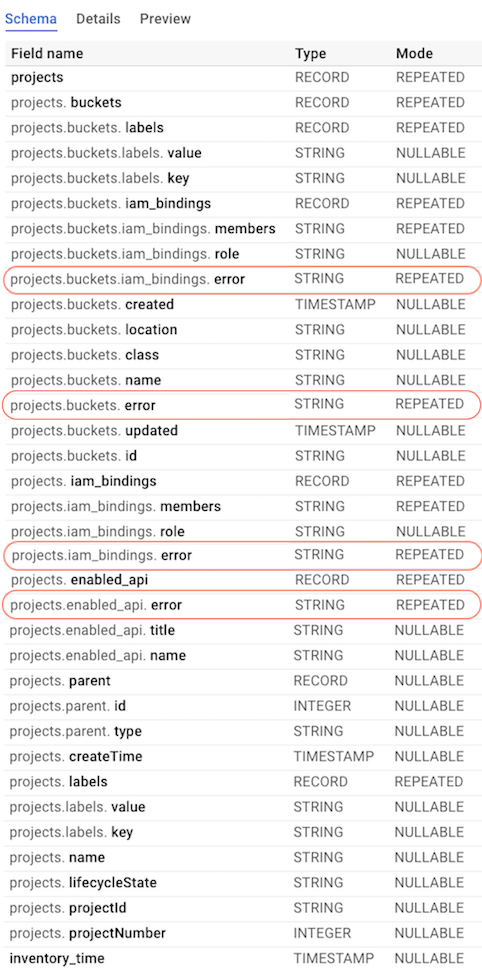 Schema Details Preview
Field name Type Mode
projects RECORD REPEATED
projects. buckets RECORD REPEATED
projects.buckets. labels RECORD REPEATED
projects.buckets.labels. value STRING NULLABLE
projects.buckets.labels. key STRING NULLABLE
projects.buckets. iam_bindings RECORD REPEATED
projects.buckets.iam_bindings. members STRING REPEATED
projects.buckets.iam_bindings. role STRING NULLABLE
projects.buckets.iam_bindings. error STRING REPEATED
projects.buckets. created TIMESTAMP NULLABLE
projects.buckets. location STRING NULLABLE
projects.buckets. class STRING NULLABLE
projects.buckets. name STRING NULLABLE
projects.buckets. error STRING REPEATED
projects.buckets. updated TIMESTAMP NULLABLE
projects.buckets. id STRING NULLABLE
projects. iam_bindings RECORD REPEATED
projects.iam_bindings. members STRING REPEATED
projects.iam_bindings. role STRING NULLABLE
projects.iam_bindings. error STRING REPEATED
projects. enabled_api RECORD REPEATED
projects.enabled_api. error STRING REPEATED
projects.enabled_api. title STRING NULLABLE
projects.enabled_api. name STRING NULLABLE
projects. parent RECORD NULLABLE
projects.parent. id INTEGER NULLABLE
projects.parent. type STRING NULLABLE
projects. createTime TIMESTAMP NULLABLE
projects. labels RECORD REPEATED
projects.labels. value STRING NULLABLE
projects.labels. key STRING NULLABLE
projects. name STRING NULLABLE
projects. lifecycleState STRING NULLABLE
projects. projectId STRING NULLABLE
projects. projectNumber INTEGER NULLABLE
inventory_time TIMESTAMP NULLABLE